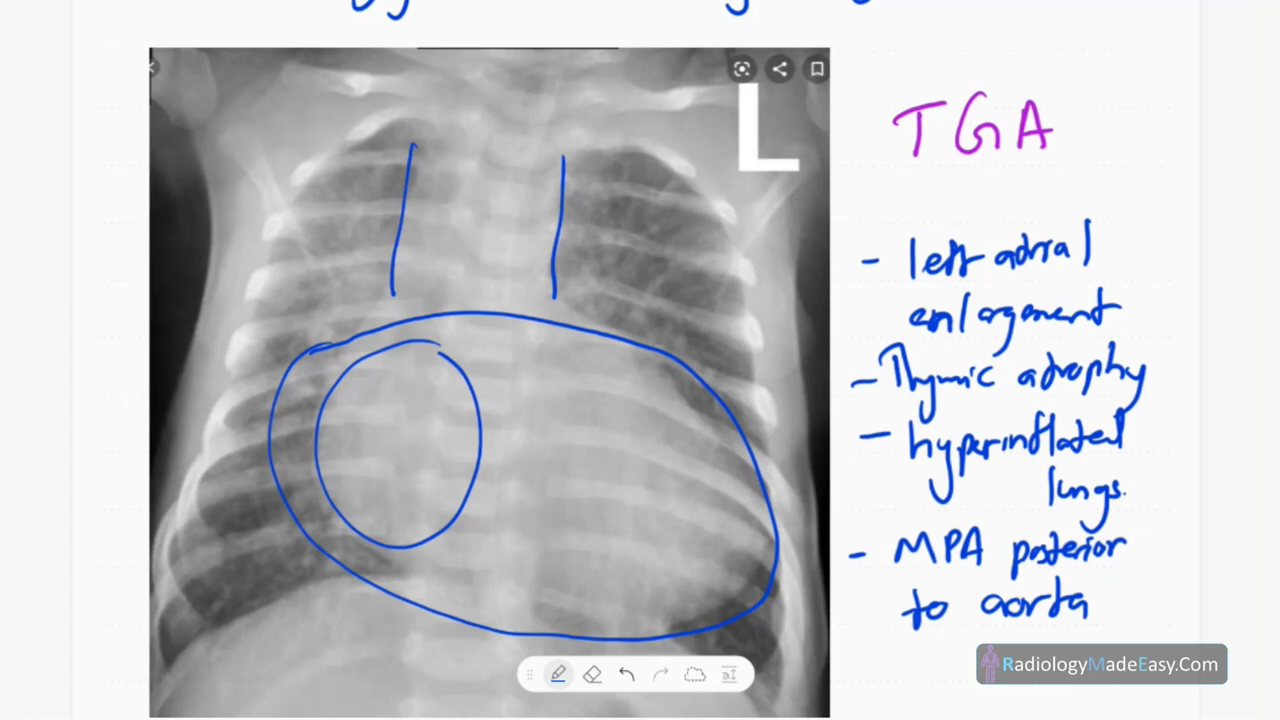 L
TGA
- left atrial
enlargement
- Thymic atrophy
- hyperinflated
lungs.
- MPA posterior
to aorta
RadiologyMadeEasy.Com